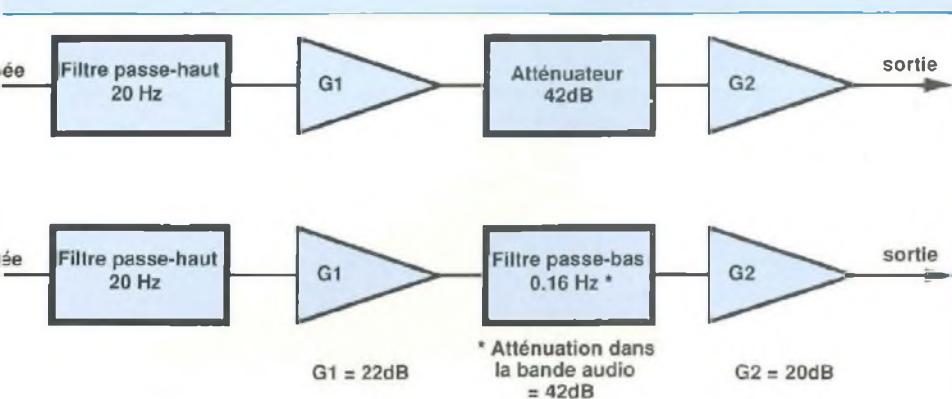 ée
Filtre passe-haut
20 Hz
G1
Atténuateur
42dB
G2
sortie
ée
Filtre passe-haut
20 Hz
G1
Filtre passe-bas
0.16 Hz *
G2
sortie
* Atténuation dans
la bande audio
= 42dB
G1 = 22dB
G2 = 20dB